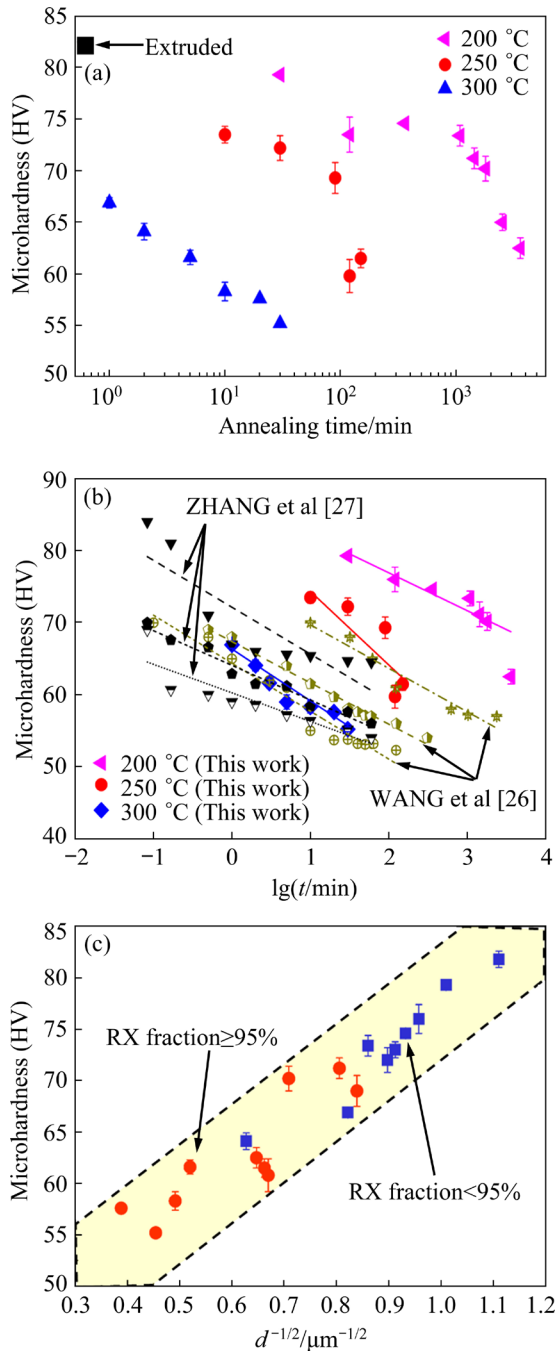 85
Extruded
200 °C
(a)
250 °C
80
300 °C
75
70
65
60
55
50
Microhardness (HV)
10⁰ 10¹ 10² 10³
Annealing time/min
90
(b)
ZHANG et al [27]
80
70
60
50
40
Microhardness (HV)
200 °C (This work)
250 °C (This work)
WANG et al [26]
300 °C (This work)
−2 −1 0 1 2 3 4
lg(t/min)
85
(c)
80
RX fraction≥95%
75
70
65
RX fraction<95%
60
55
50
Microhardness (HV)
0.3 0.4 0.5 0.6 0.7 0.8 0.9 1.0 1.1 1.2
d⁻¹/²/μm⁻¹/²